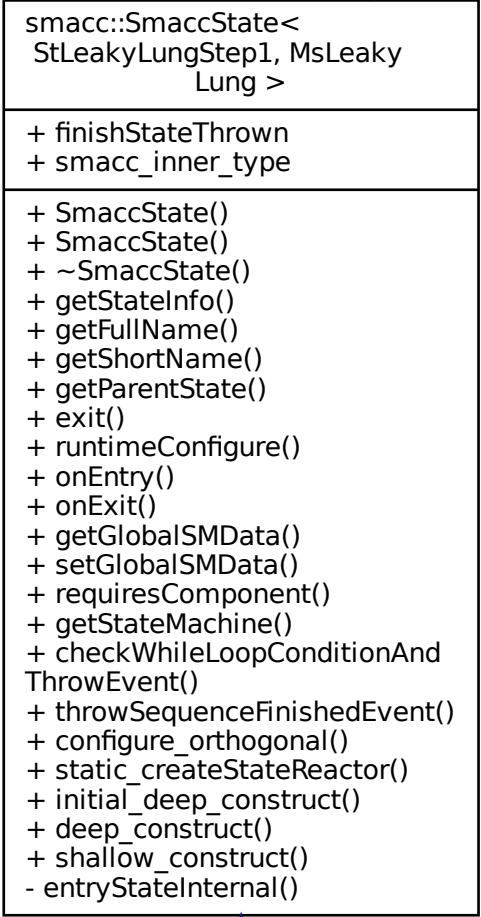 smacc::SmaccState<
StLeakyLungStep1, MsLeaky
Lung >
+ finishStateThrown
+ smacc_inner_type
+ SmaccState()
+ SmaccState()
+ ~SmaccState()
+ getStateInfo()
+ getFullName()
+ getShortName()
+ getParentState()
+ exit()
+ runtimeConfigure()
+ onEntry()
+ onExit()
+ getGlobalSMData()
+ setGlobalSMData()
+ requiresComponent()
+ getStateMachine()
+ checkWhileLoopConditionAnd
ThrowEvent()
+ throwSequenceFinishedEvent()
+ configure_orthogonal()
+ static_createStateReactor()
+ initial_deep_construct()
+ deep_construct()
+ shallow_construct()
- entryStateInternal()